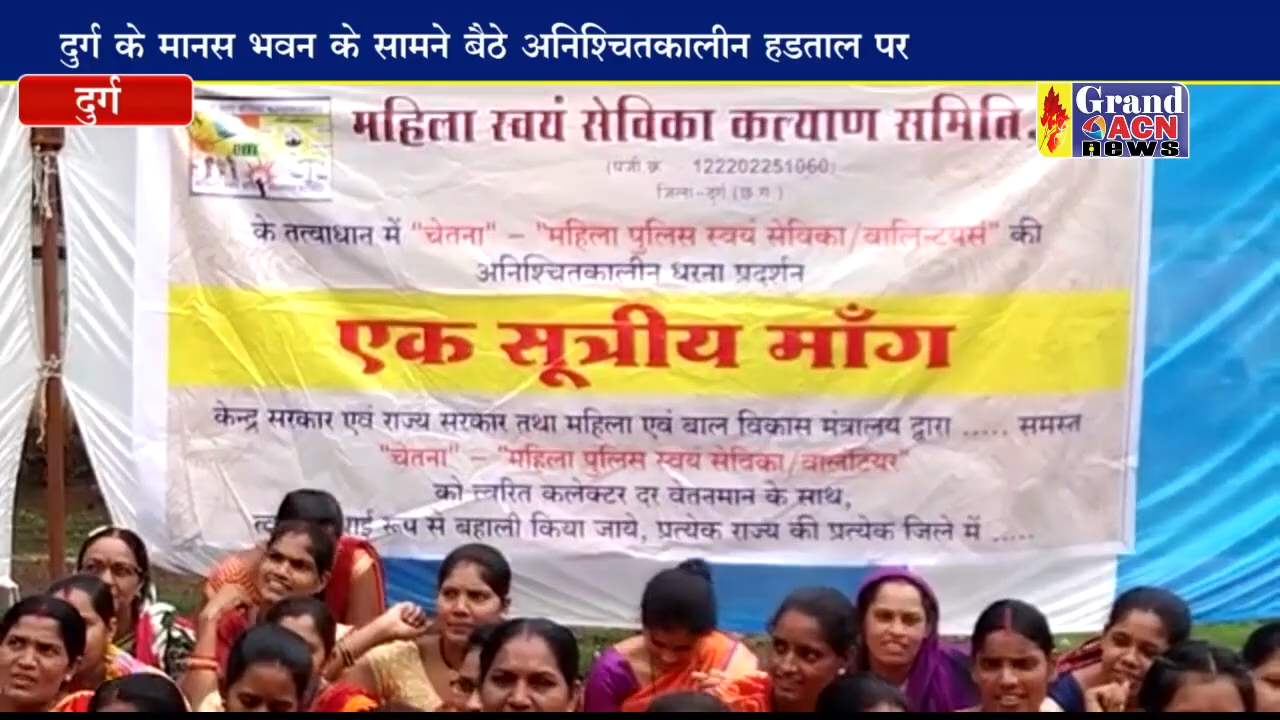 दुर्ग के मानस भवन के सामने बैठे अनिश्चितकालीन हडताल पर
दुर्ग
Grand
ACN
news
महिला स्वयं सेविका कल्याण समिति.
(पंजी क्र. 122202251060)
जिला-दुर्ग (छ.ग.)
के तत्वाधान में "चेतना" – "महिला पुलिस स्वयं सेविका/वालिन्टयर्स" की
अनिश्चितकालीन धरना प्रदर्शन
एक सूत्रीय माँग
केन्द्र सरकार एवं राज्य सरकार तथा महिला एवं बाल विकास मंत्रालय द्वारा ..... समस्त
"चेतना" – "महिला पुलिस स्वयं सेविका/वालंटियर"
को त्वरित कलेक्टर दर वेतनमान के साथ,
रूप से बहाली किया जाये, प्रत्येक राज्य की प्रत्येक जिले में .....